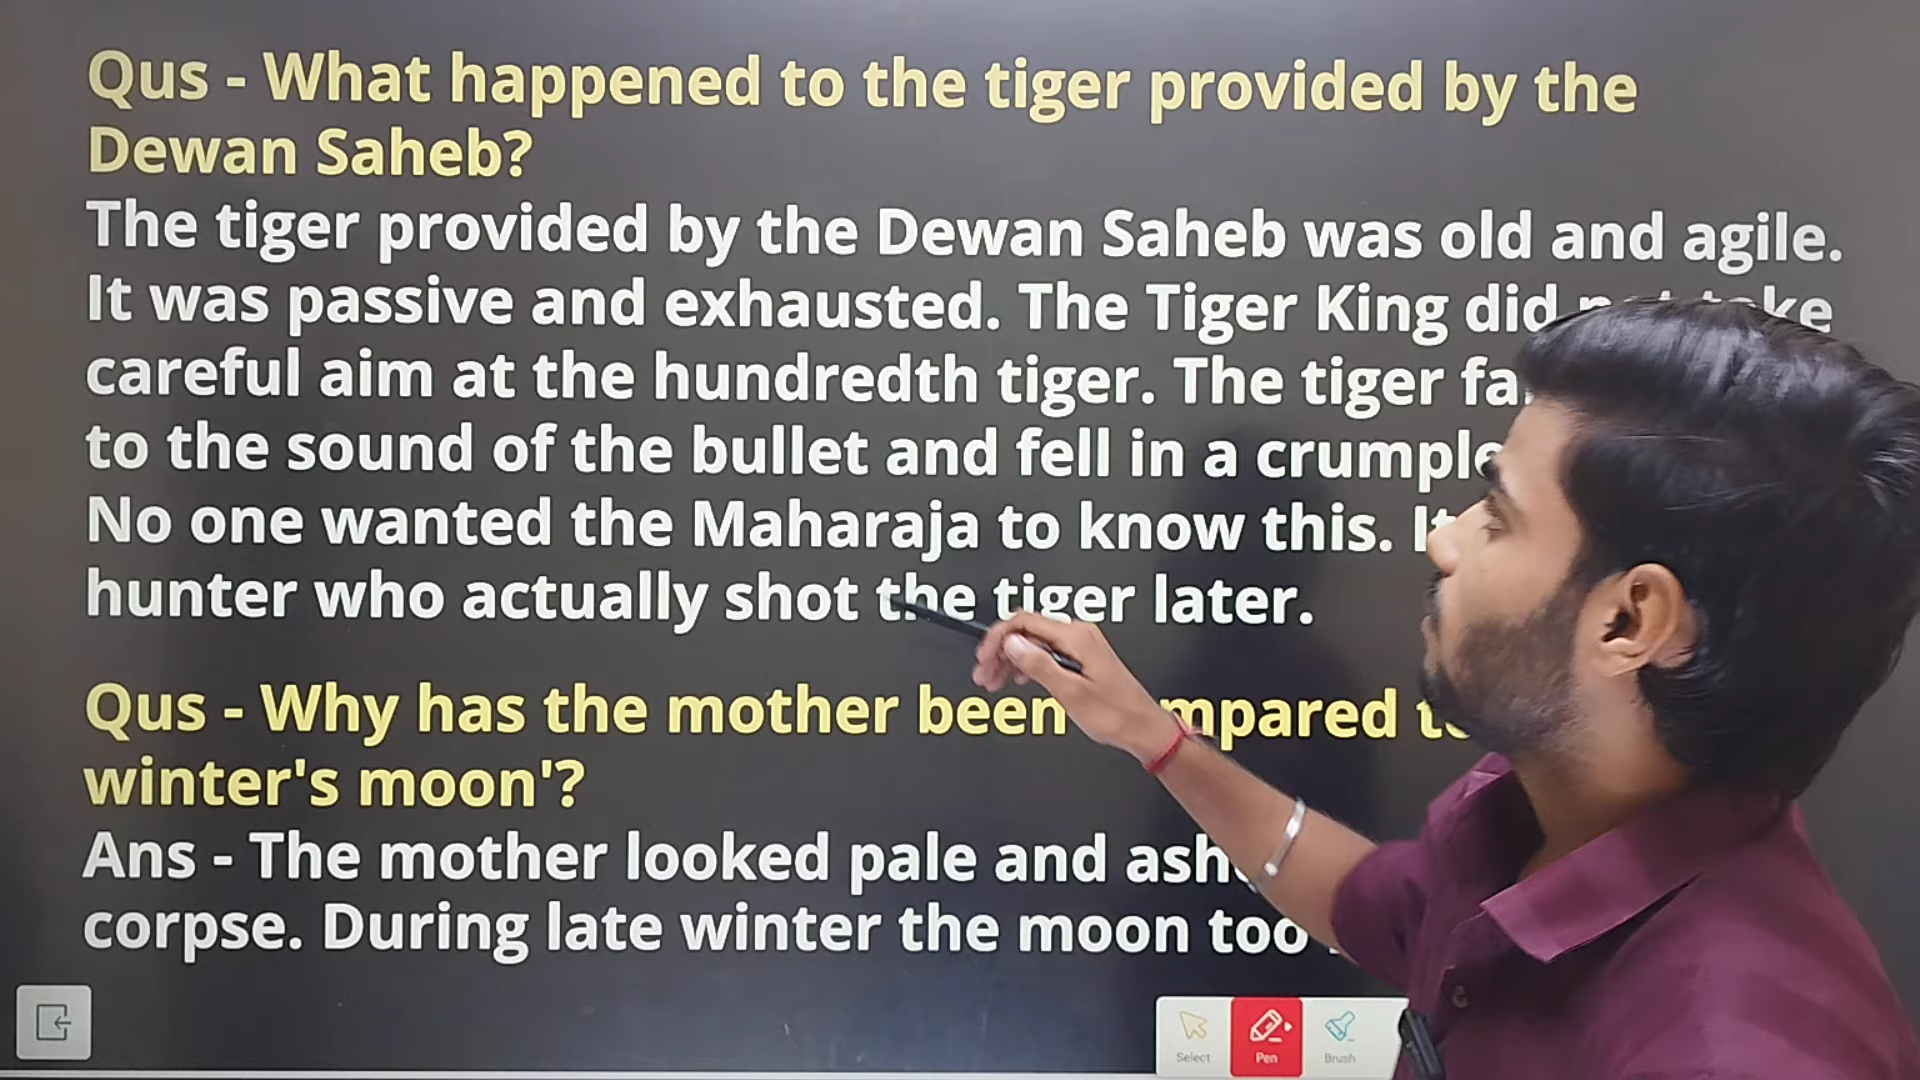 Qus - What happened to the tiger provided by the
Dewan Saheb?
The tiger provided by the Dewan Saheb was old and agile.
It was passive and exhausted. The Tiger King did
careful aim at the hundredth tiger. The tiger
to the sound of the bullet and fell in a
No one wanted the Maharaja to know this.
hunter who actually shot the tiger later.
Qus - Why has the mother been
winter's moon'?
Ans - The mother looked pale and
corpse. During late winter the moon too
Select
Pen
Brush